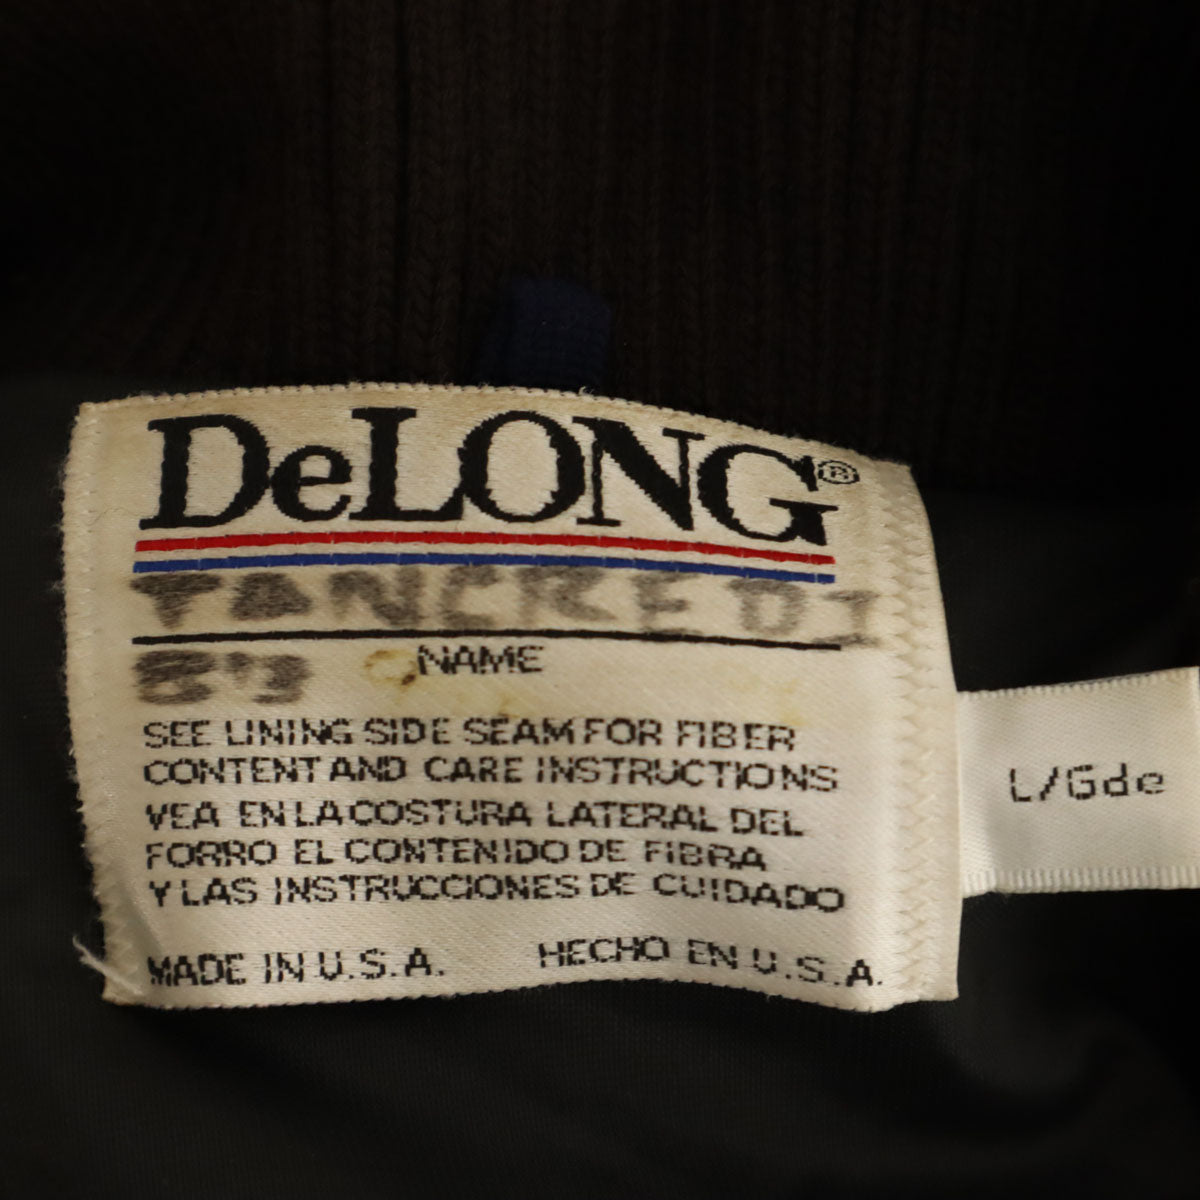 DeLONG®
TANCREDI
NAME
SEE LINING SIDE SEAM FOR FIBER
CONTENT AND CARE INSTRUCTIONS
VEA EN LA COSTURA LATERAL DEL
FORRO EL CONTENIDO DE FIBRA
Y LAS INSTRUCCIONES DE CUIDADO
MADE IN U.S.A. HECHO EN U.S.A.
L/Gde